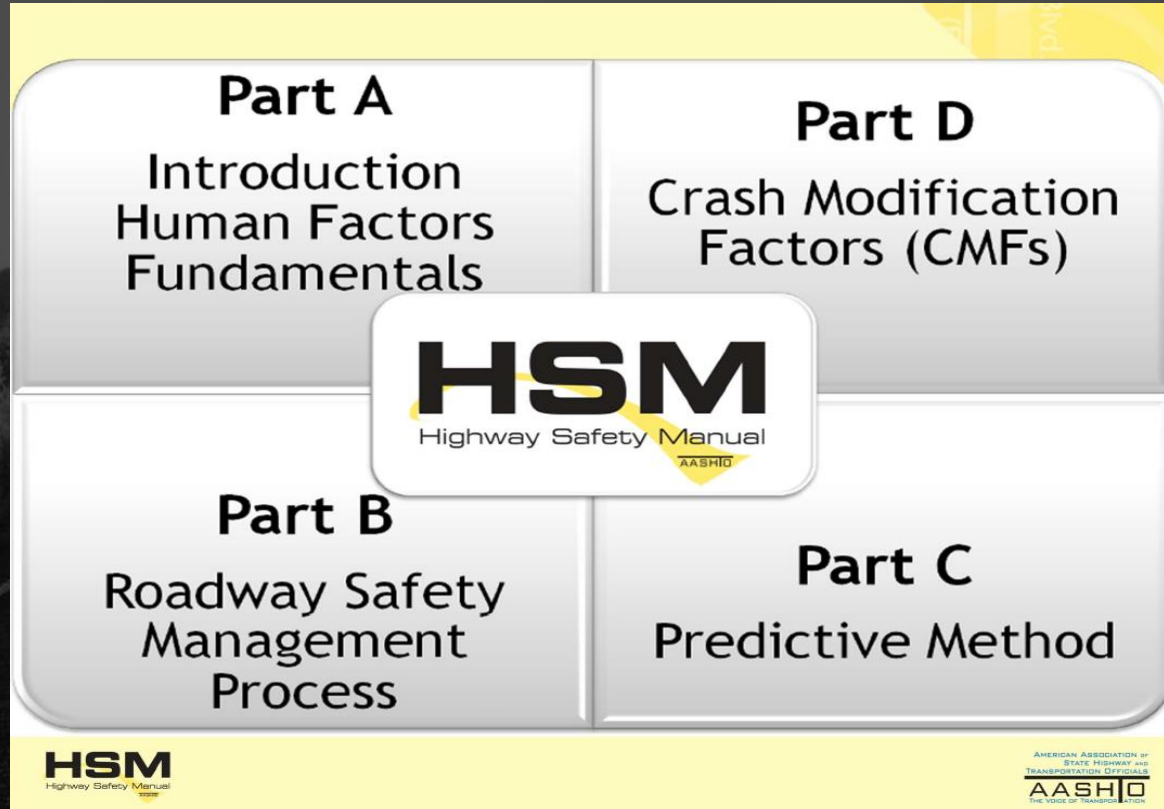 Blvd.
Part A
Introduction
Human Factors
Fundamentals
Part D
Crash Modification
Factors (CMFs)
HSM
Highway Safety Manual
AASHTO
Part B
Roadway Safety
Management
Process
Part C
Predictive Method
HSM
Highway Safety Manual
AMERICAN ASSOCIATION OF
STATE HIGHWAY AND
TRANSPORTATION OFFICIALS
AASHTO
THE VOICE OF TRANSPORTATION